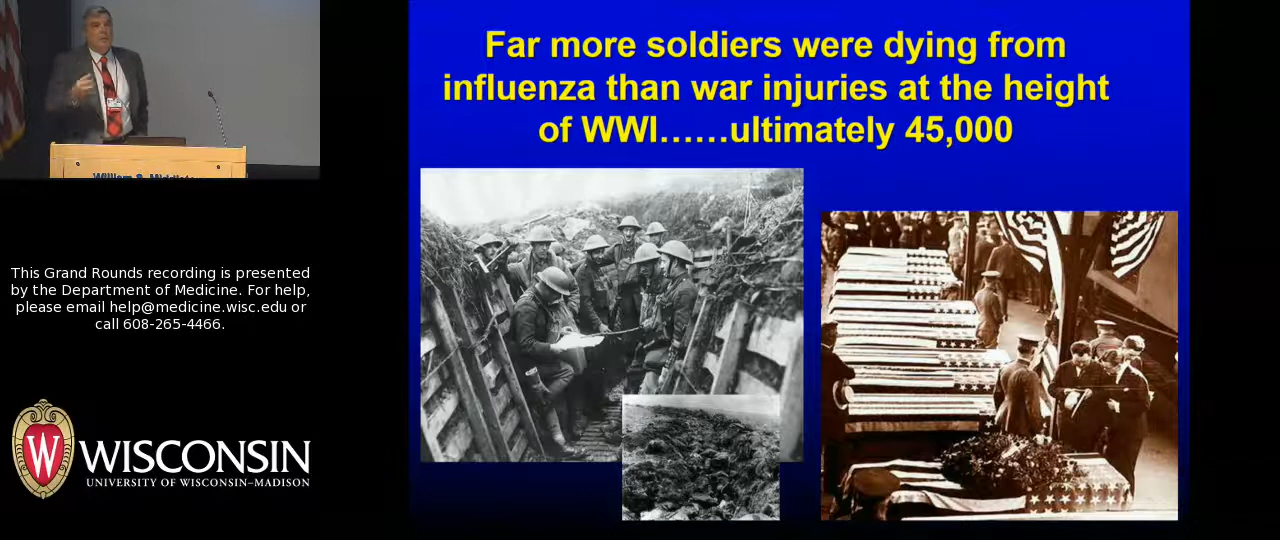 Far more soldiers were dying from
influenza than war injuries at the height
of WWI……ultimately 45,000
This Grand Rounds recording is presented
by the Department of Medicine. For help,
please email help@medicine.wisc.edu or
call 608-265-4466.
W
WISCONSIN
UNIVERSITY OF WISCONSIN–MADISON